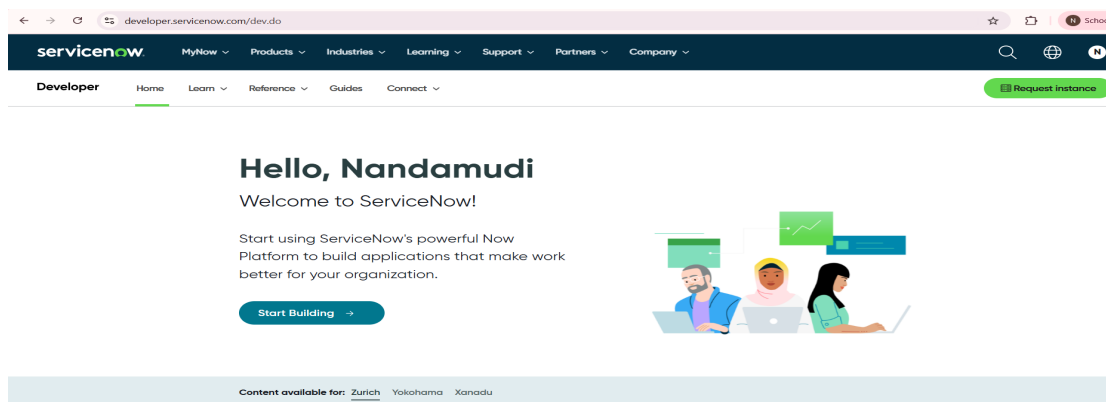 developer.servicenow.com/dev.do
N
servicenow. MyNow Products Industries Learning Support Partners Company N
Developer Home Learn Reference Guides Connect Request instance
Hello, Nandamudi
Welcome to ServiceNow!
Start using ServiceNow's powerful Now
Platform to build applications that make work
better for your organization.
Start Building →
Content available for: Zurich Yokohama Xanadu